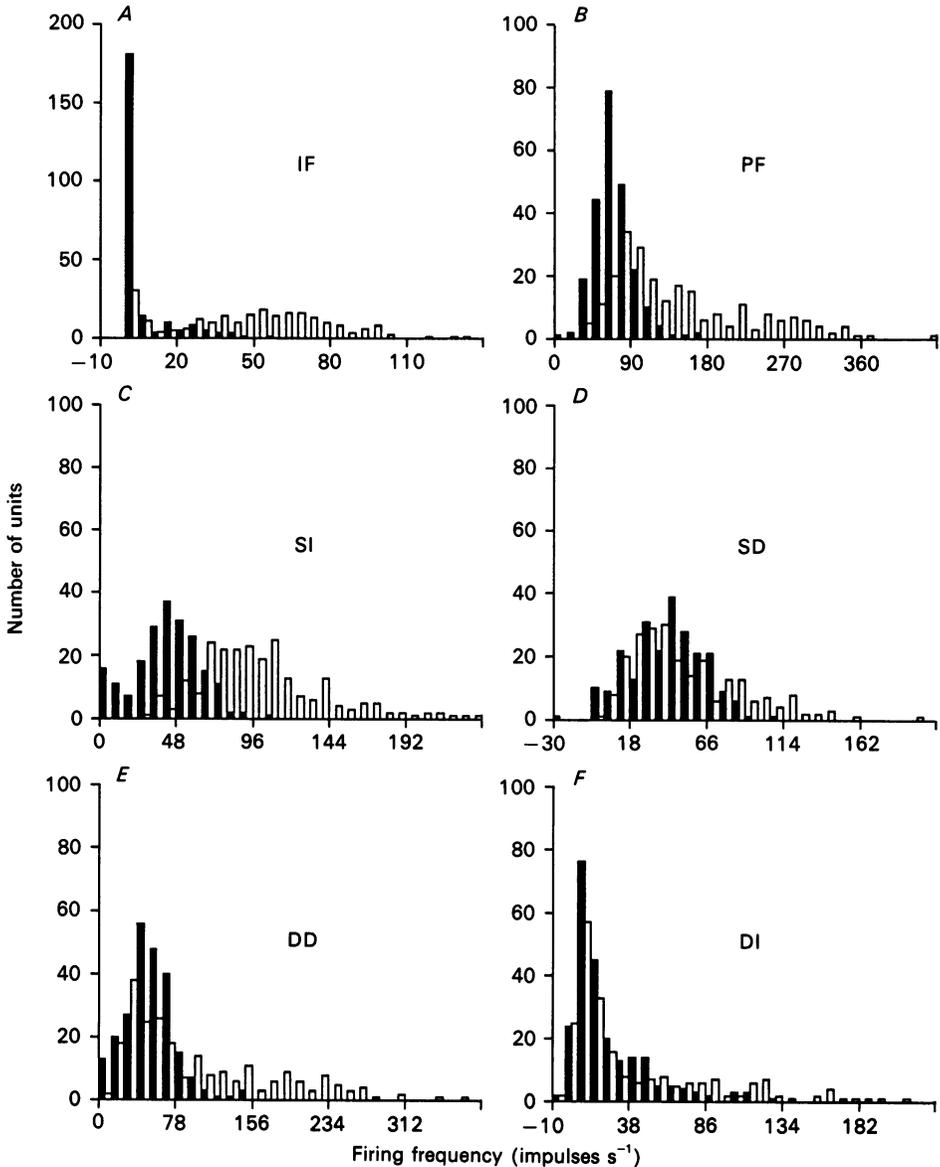 A
200
150
100
50
0
IF
−10 20 50 80 110
B
100
80
60
40
20
0
PF
0 90 180 270 360
C
100
80
60
40
20
0
SI
0 48 96 144 192
D
100
80
60
40
20
0
SD
−30 18 66 114 162
E
100
80
60
40
20
0
DD
0 78 156 234 312
F
100
80
60
40
20
0
DI
−10 38 86 134 182
Number of units
Firing frequency (impulses s⁻¹)